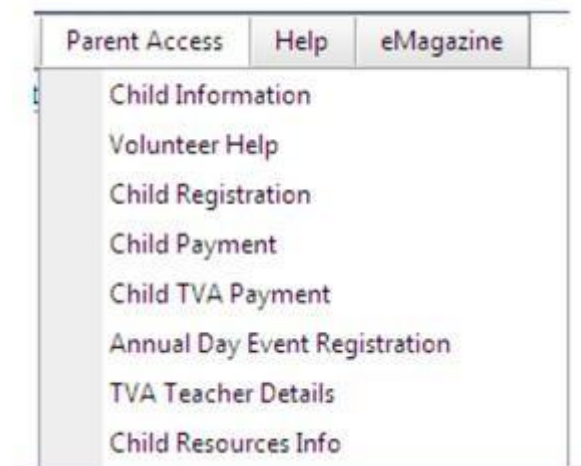 Parent Access Help eMagazine
Child Information
Volunteer Help
Child Registration
Child Payment
Child TVA Payment
Annual Day Event Registration
TVA Teacher Details
Child Resources Info